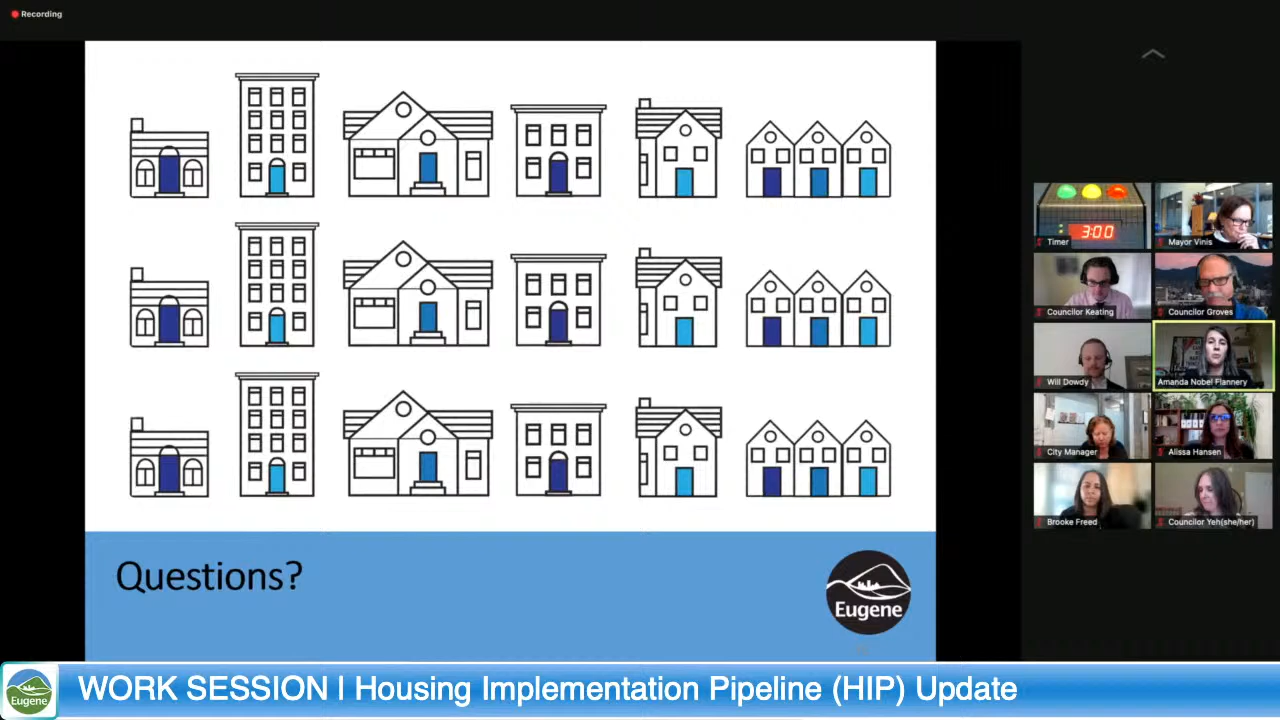 Recording
3:00
Timer
Mayor Vinis
Councilor Keating
Councilor Groves
Will Dowdy
Amanda Nobel Flannery
City Manager
Alissa Hansen
Brooke Freed
Councilor Yeh(she/her)
Questions?
Eugene
Eugene
WORK SESSION | Housing Implementation Pipeline (HIP) Update